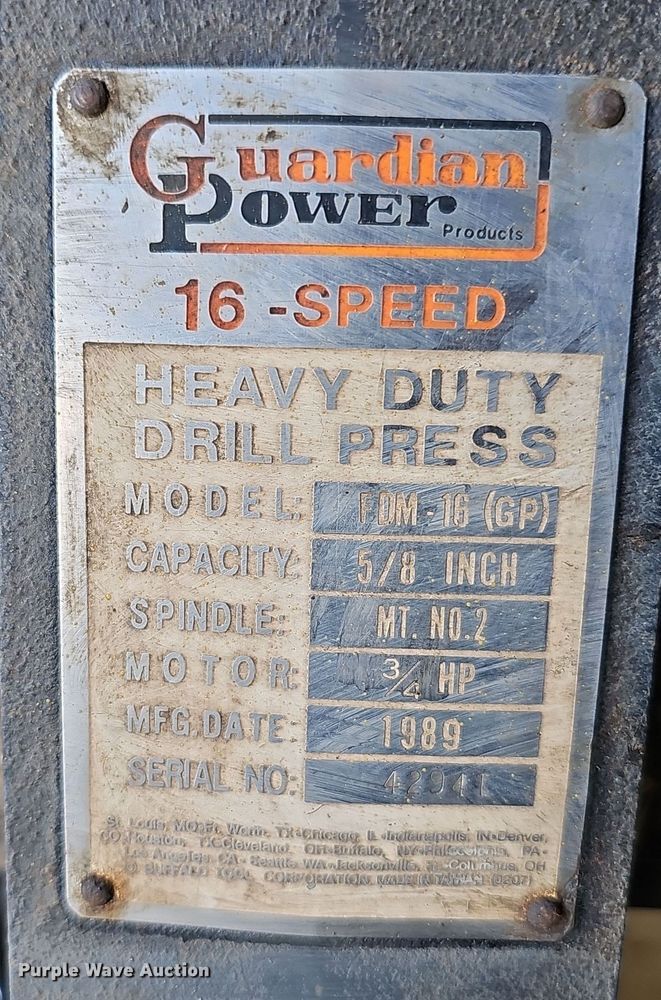 Guardian
Power
Products
16-SPEED
HEAVY DUTY
DRILL PRESS
MODEL: FDM-16 (GP)
CAPACITY: 5/8 INCH
SPINDLE: MT. NO.2
MOTOR: 3/4 HP
MFG.DATE: 1989
SERIAL NO: 42941
St. Louis, MO•Ft. Worth, TX•Chicago, IL•Indianapolis, IN•Denver,
CO•Houston, TX•Cleveland, OH•Buffalo, NY•Philadelphia, PA•
Los Angeles, CA•Seattle, WA•Jacksonville, FL•Columbus, OH
© BUFFALO TOOL CORPORATION. MADE IN TAIWAN
Purple Wave Auction